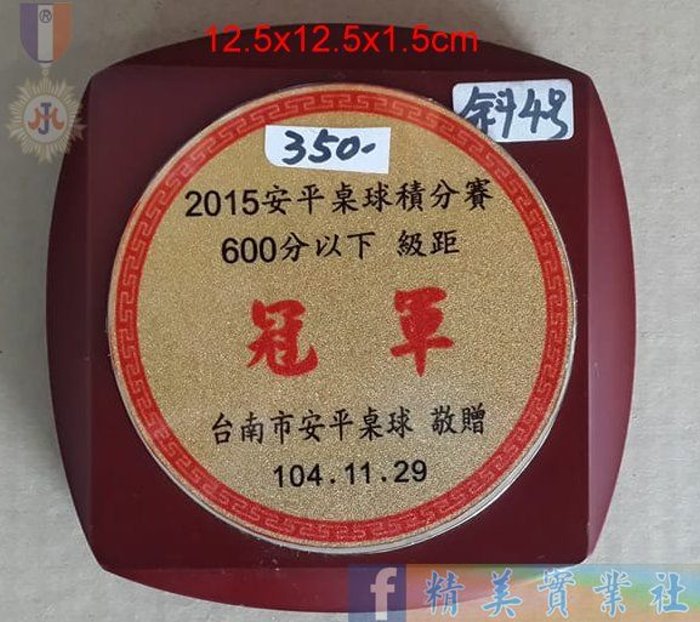 12.5x12.5x1.5cm
斜4号
350-
2015安平桌球積分賽
600分以下 級距
冠 軍
台南市安平桌球 敬贈
104.11.29
f 精美實業社